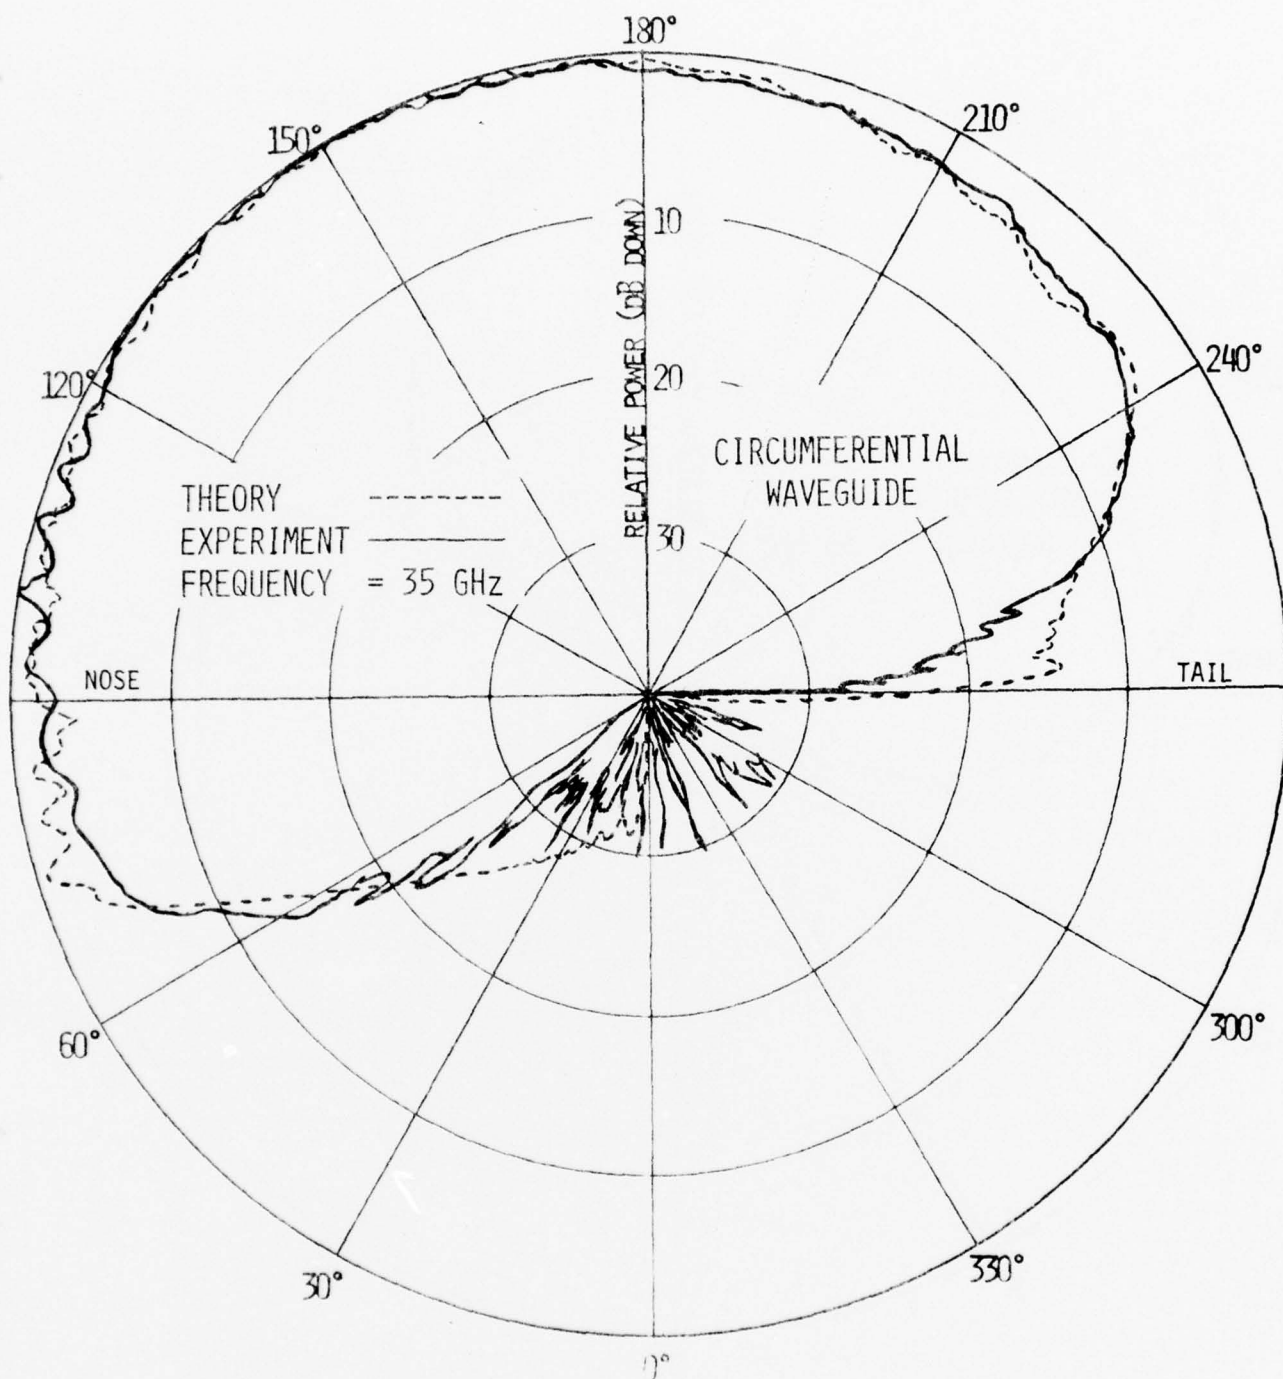 180°
150°
210°
RELATIVE POWER (DB DOWN)
10
120°
240°
20
CIRCUMFERENTIAL
WAVEGUIDE
THEORY
EXPERIMENT
FREQUENCY = 35 GHz
30
NOSE
TAIL
60°
300°
30°
330°
0°